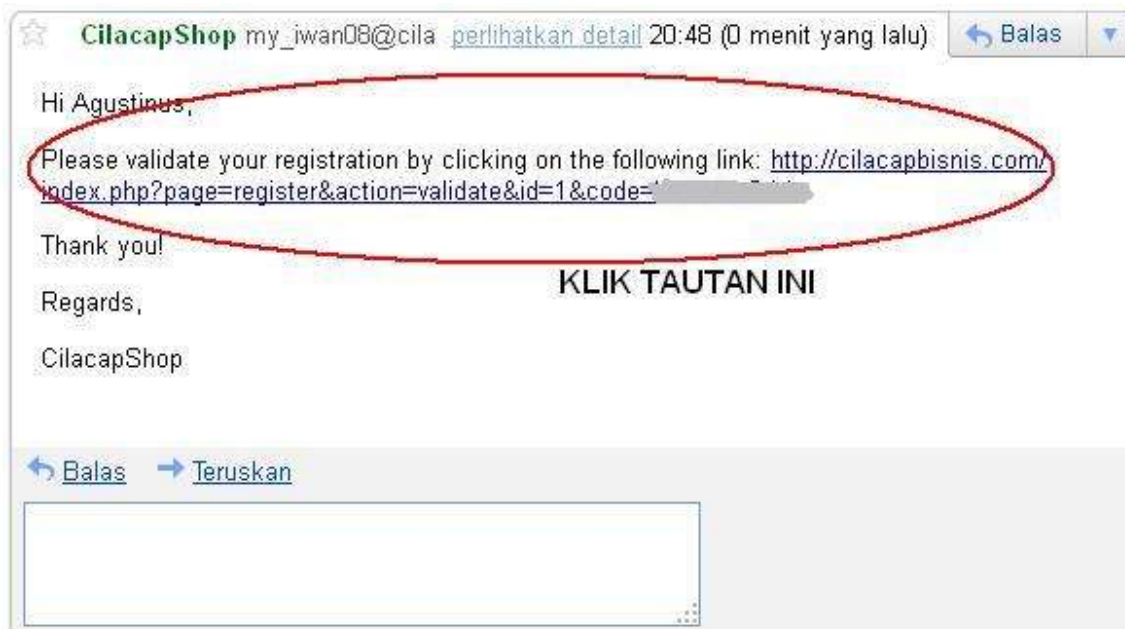 CilacapShop my_iwan08@cila perlihatkan detail 20:48 (0 menit yang lalu) Balas
Hi Agustinus,
Please validate your registration by clicking on the following link: http://cilacapbisnis.com/
index.php?page=register&action=validate&id=1&code=
Thank you!
KLIK TAUTAN INI
Regards,
CilacapShop
Balas Teruskan